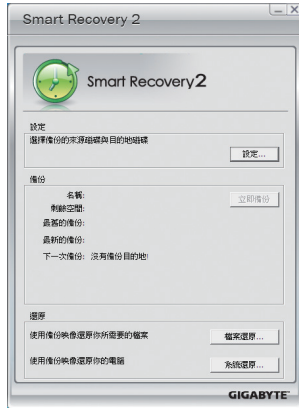 Smart Recovery 2
Smart Recovery2
設定
選擇備份的來源磁碟與目的地磁碟
設定...
備份
名稱:
立即備份
剩餘空間:
最舊的備份:
最新的備份:
下一次備份: 沒有備份目的地!
還原
使用備份映像還原你所需要的檔案
檔案還原...
使用備份映像還原你的電腦
系統還原...
GIGABYTE™